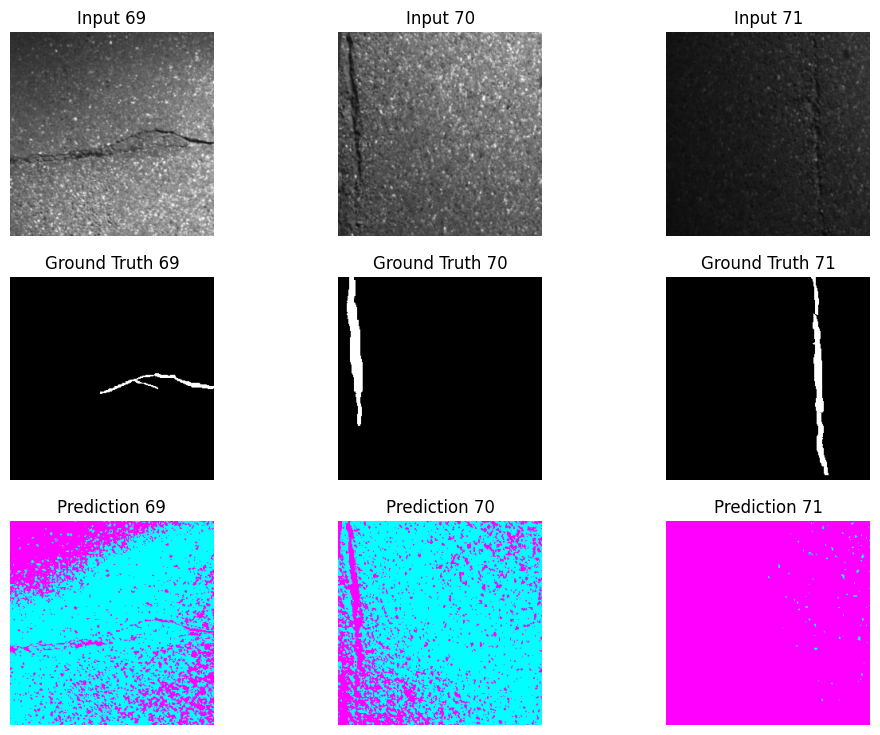 Input 69
Input 70
Input 71
Ground Truth 69
Ground Truth 70
Ground Truth 71
Prediction 69
Prediction 70
Prediction 71